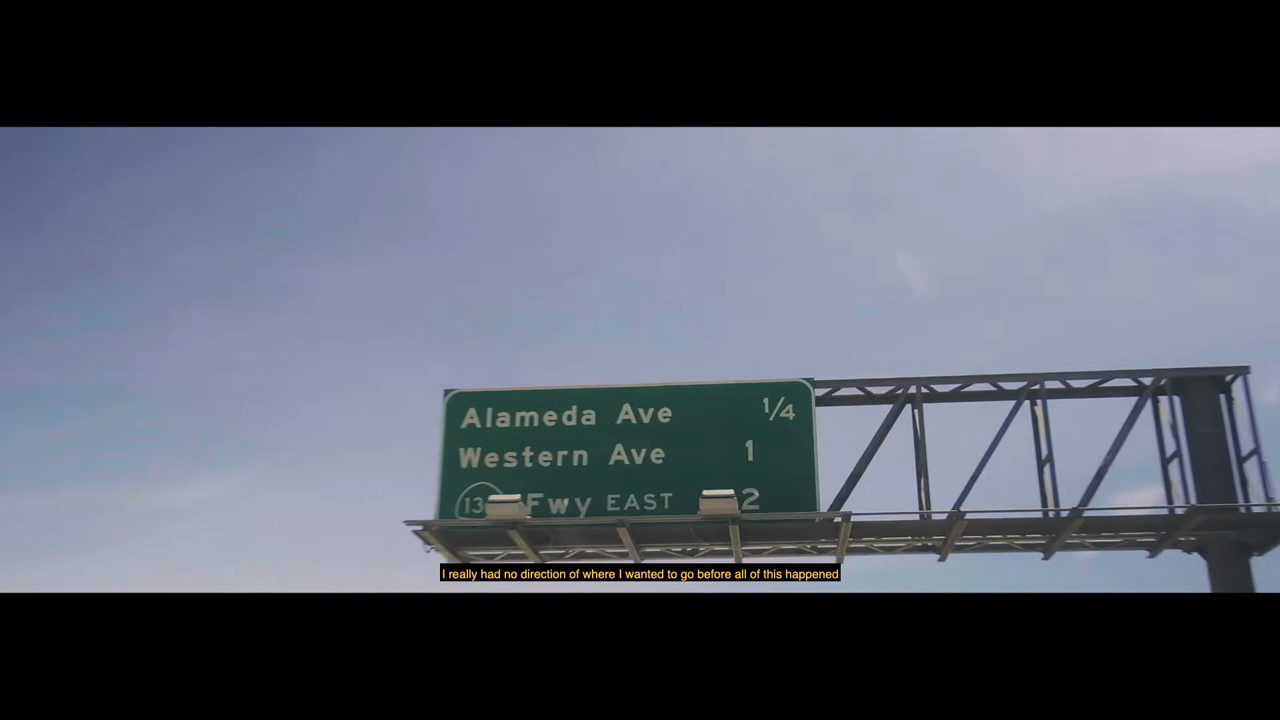 Alameda Ave 1/4
Western Ave 1
13 Fwy EAST 2
I really had no direction of where I wanted to go before all of this happened